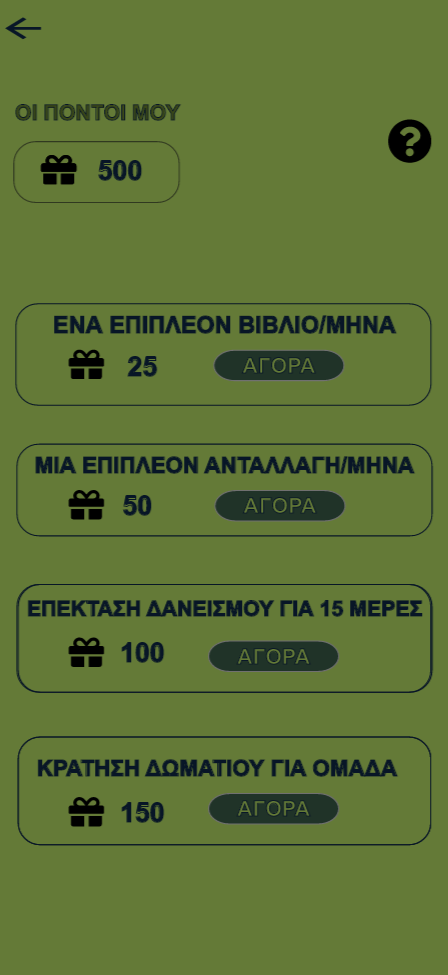 ΟΙ ΠΟΝΤΟΙ ΜΟΥ
500
?
ΕΝΑ ΕΠΙΠΛΕΟΝ ΒΙΒΛΙΟ/ΜΗΝΑ
25 ΑΓΟΡΑ
ΜΙΑ ΕΠΙΠΛΕΟΝ ΑΝΤΑΛΛΑΓΗ/ΜΗΝΑ
50 ΑΓΟΡΑ
ΕΠΕΚΤΑΣΗ ΔΑΝΕΙΣΜΟΥ ΓΙΑ 15 ΜΕΡΕΣ
100 ΑΓΟΡΑ
ΚΡΑΤΗΣΗ ΔΩΜΑΤΙΟΥ ΓΙΑ ΟΜΑΔΑ
150 ΑΓΟΡΑ